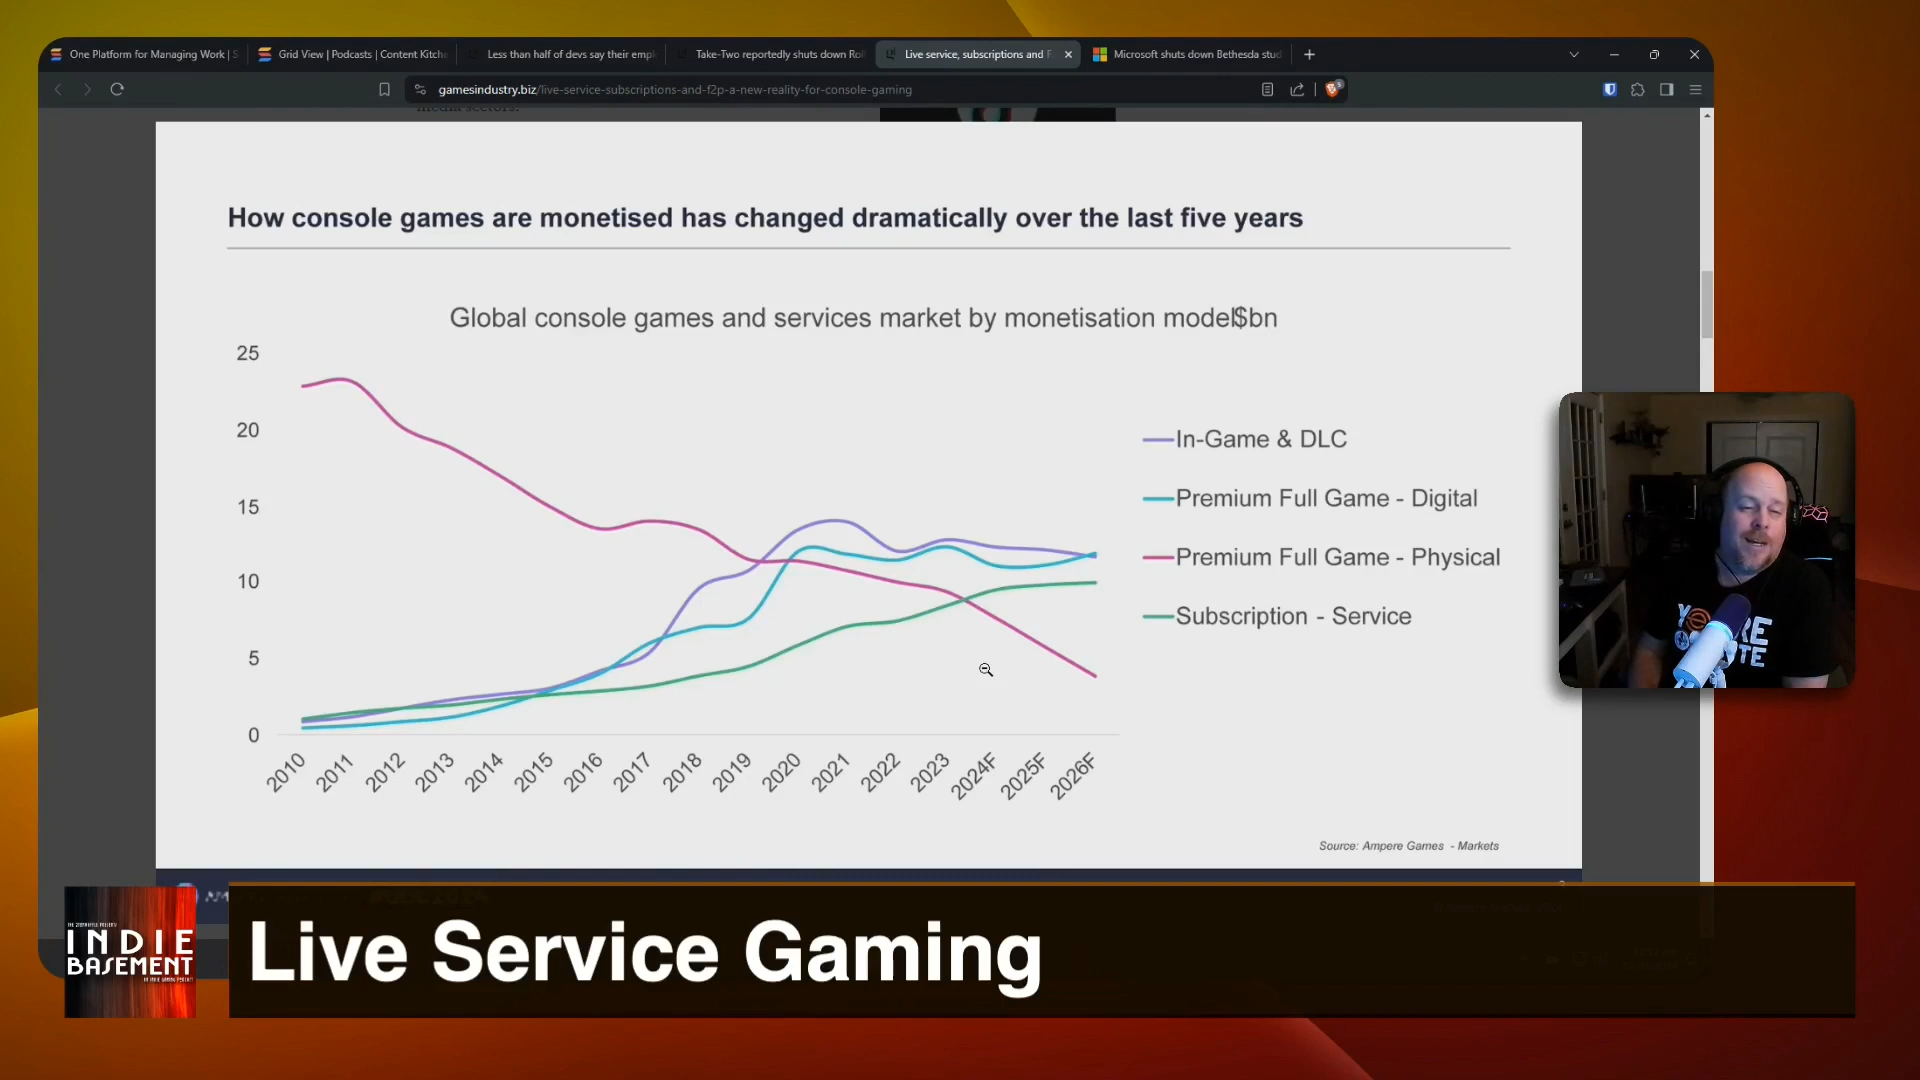 One Platform for Managing Work | S
Grid View | Podcasts | Content Kitche
Less than half of devs say their empl
Take-Two reportedly shuts down Rol
Live service, subscriptions and F
Microsoft shuts down Bethesda stud
gamesindustry.biz/live-service-subscriptions-and-f2p-a-new-reality-for-console-gaming
media sectors.
How console games are monetised has changed dramatically over the last five years
Global console games and services market by monetisation model$bn
25
20
15
10
5
0
2010
2011
2012
2013
2014
2015
2016
2017
2018
2019
2020
2021
2022
2023
2024F
2025F
2026F
In-Game & DLC
Premium Full Game - Digital
Premium Full Game - Physical
Subscription - Service
Source: Ampere Games - Markets
INDIE
BASEMENT
Live Service Gaming